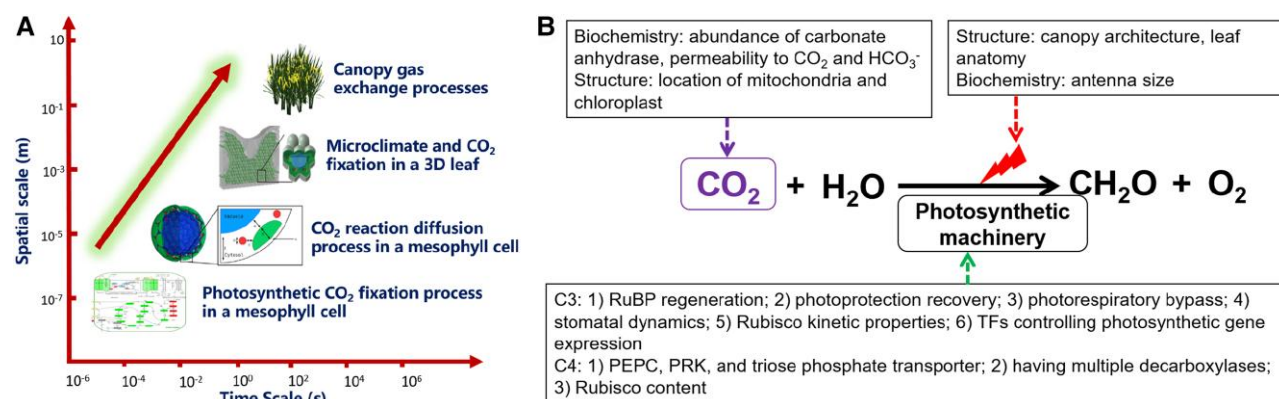 A
Spatial scale (m)
10
10⁻¹
10⁻³
10⁻⁵
10⁻⁷
Canopy gas
exchange processes
Microclimate and CO₂
fixation in a 3D leaf
CO₂ reaction diffusion
process in a mesophyll cell
Photosynthetic CO₂ fixation process
in a mesophyll cell
10⁻⁶ 10⁻⁴ 10⁻² 10⁰ 10² 10⁴ 10⁶
Time Scale (s)
B
Biochemistry: abundance of carbonate
anhydrase, permeability to CO₂ and HCO₃⁻
Structure: location of mitochondria and
chloroplast
Structure: canopy architecture, leaf
anatomy
Biochemistry: antenna size
CO₂ + H₂O CH₂O + O₂
Photosynthetic
machinery
C3: 1) RuBP regeneration; 2) photoprotection recovery; 3) photorespiratory bypass; 4)
stomatal dynamics; 5) Rubisco kinetic properties; 6) TFs controlling photosynthetic gene
expression
C4: 1) PEPC, PRK, and triose phosphate transporter; 2) having multiple decarboxylases;
3) Rubisco content